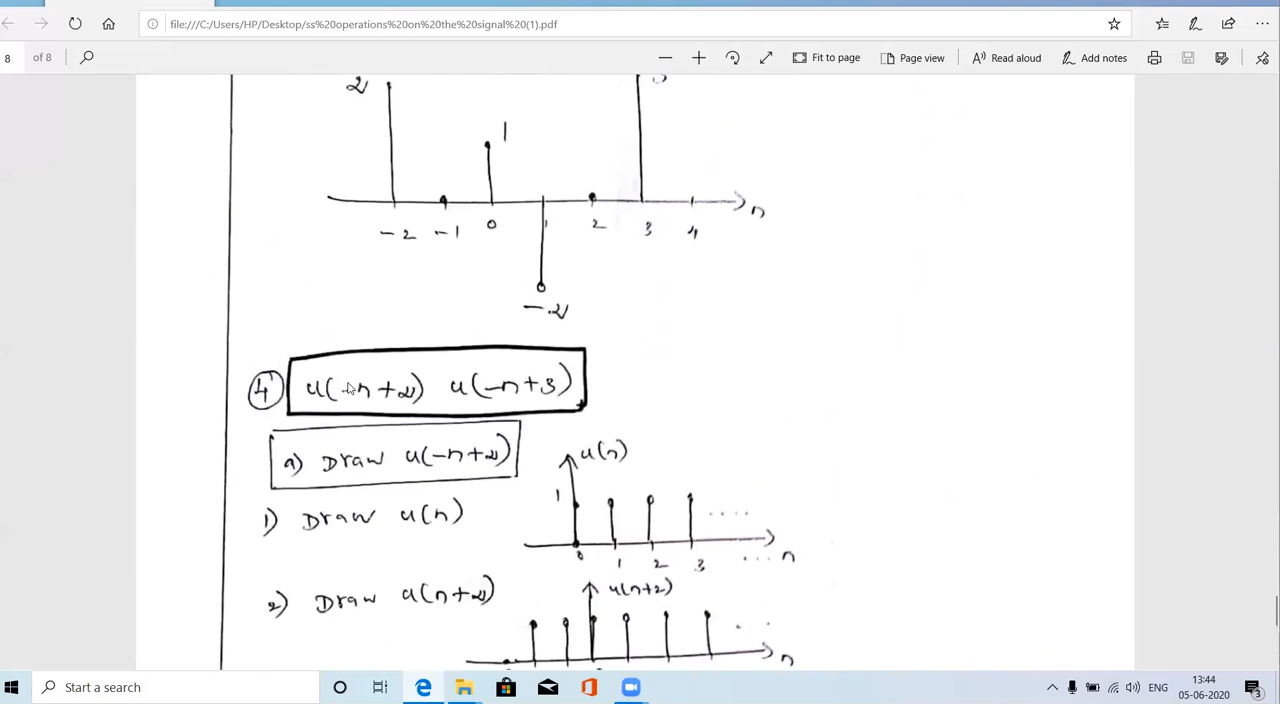 file:///C:/Users/HP/Desktop/ss%20operations%20on%20the%20signal%20(1).pdf
8 of 8
Fit to page
Page view
Read aloud
Add notes
2
1
n
-2 -1 0 1 2 3 4
-2
4 u(-n+2) u(-n+3)
a) Draw u(-n+2)
u(n)
1
1) Draw u(n)
0 1 2 3 .... n
2) Draw u(n+2)
u(n+2)
n
Type here
Start a search
ENG
13:44
05-06-2020
3